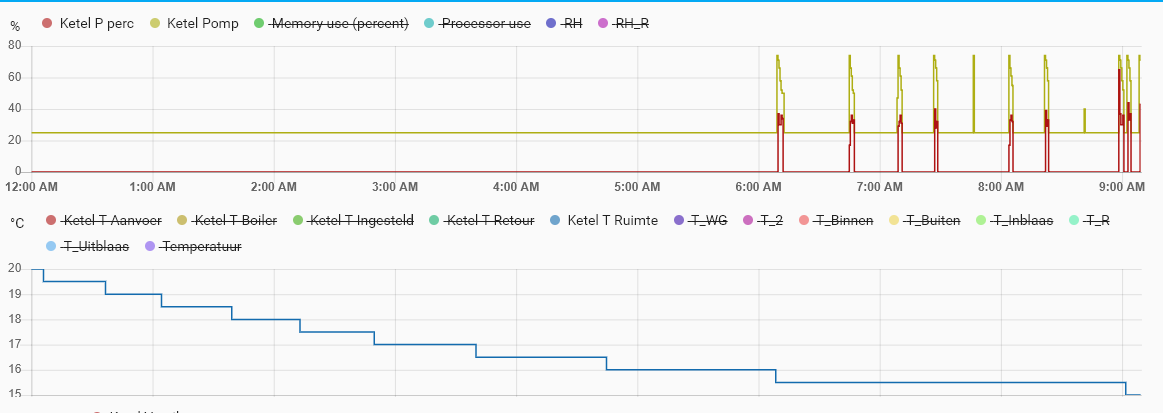 % Ketel P perc Ketel Pomp Memory use (percent) Processor use RH RH_R
80
60
40
20
0
12:00 AM 1:00 AM 2:00 AM 3:00 AM 4:00 AM 5:00 AM 6:00 AM 7:00 AM 8:00 AM 9:00 AM
°C Ketel T Aanvoer Ketel T Boiler Ketel T Ingesteld Ketel T Retour Ketel T Ruimte T_WG T_2 T_Binnen T_Buiten T_Inblaas T_R
T_Uitblaas Temperatuur
20
19
18
17
16
15